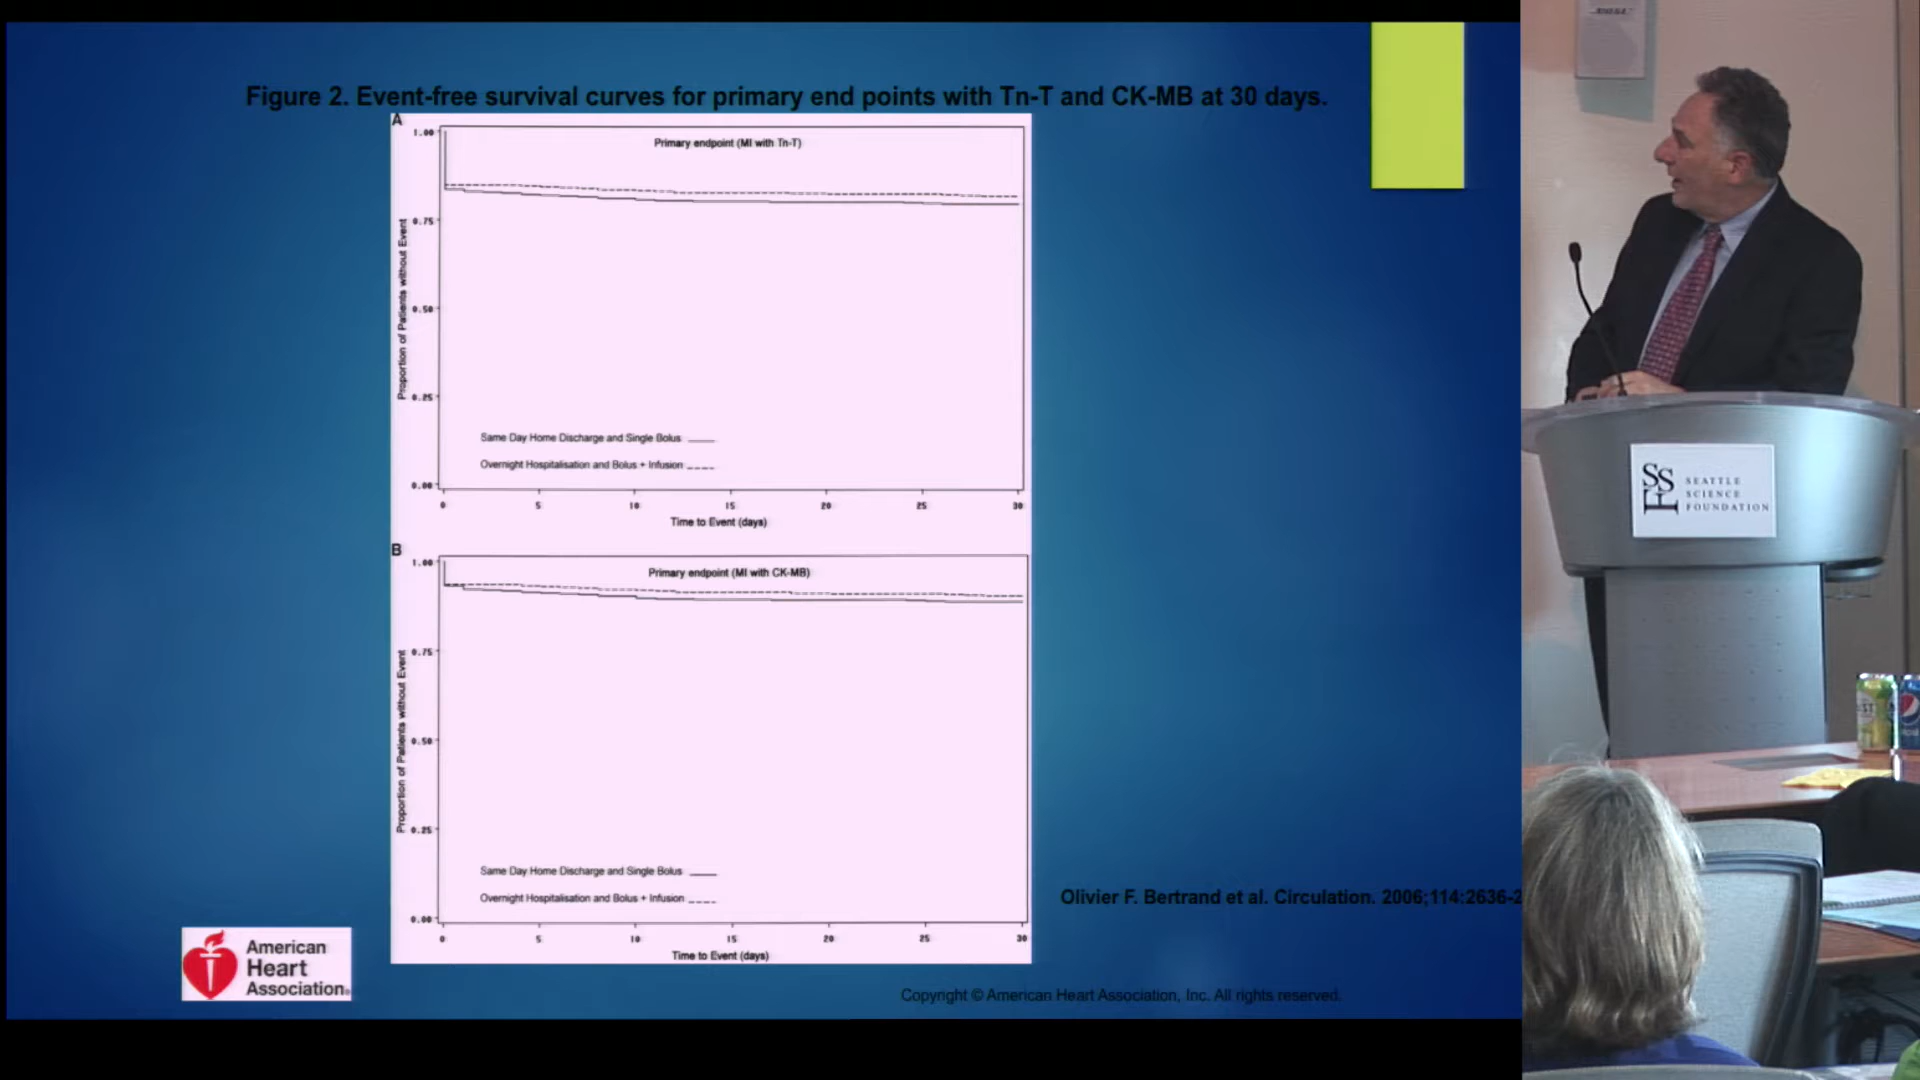 Figure 2. Event-free survival curves for primary end points with Tn-T and CK-MB at 30 days.
A
Primary endpoint (MI with Tn-T)
1.00
0.75
0.50
0.25
0.00
Proportion of Patients without Event
Same Day Home Discharge and Single Bolus
Overnight Hospitalisation and Bolus + Infusion
0 5 10 15 20 25 30
Time to Event (days)
B
Primary endpoint (MI with CK-MB)
1.00
0.75
0.50
0.25
0.00
Proportion of Patients without Event
Same Day Home Discharge and Single Bolus
Overnight Hospitalisation and Bolus + Infusion
0 5 10 15 20 25 30
Time to Event (days)
Olivier F. Bertrand et al. Circulation. 2006;114:2636-2
American
Heart
Association®
Copyright © American Heart Association, Inc. All rights reserved.
SSF
SEATTLE
SCIENCE
FOUNDATION